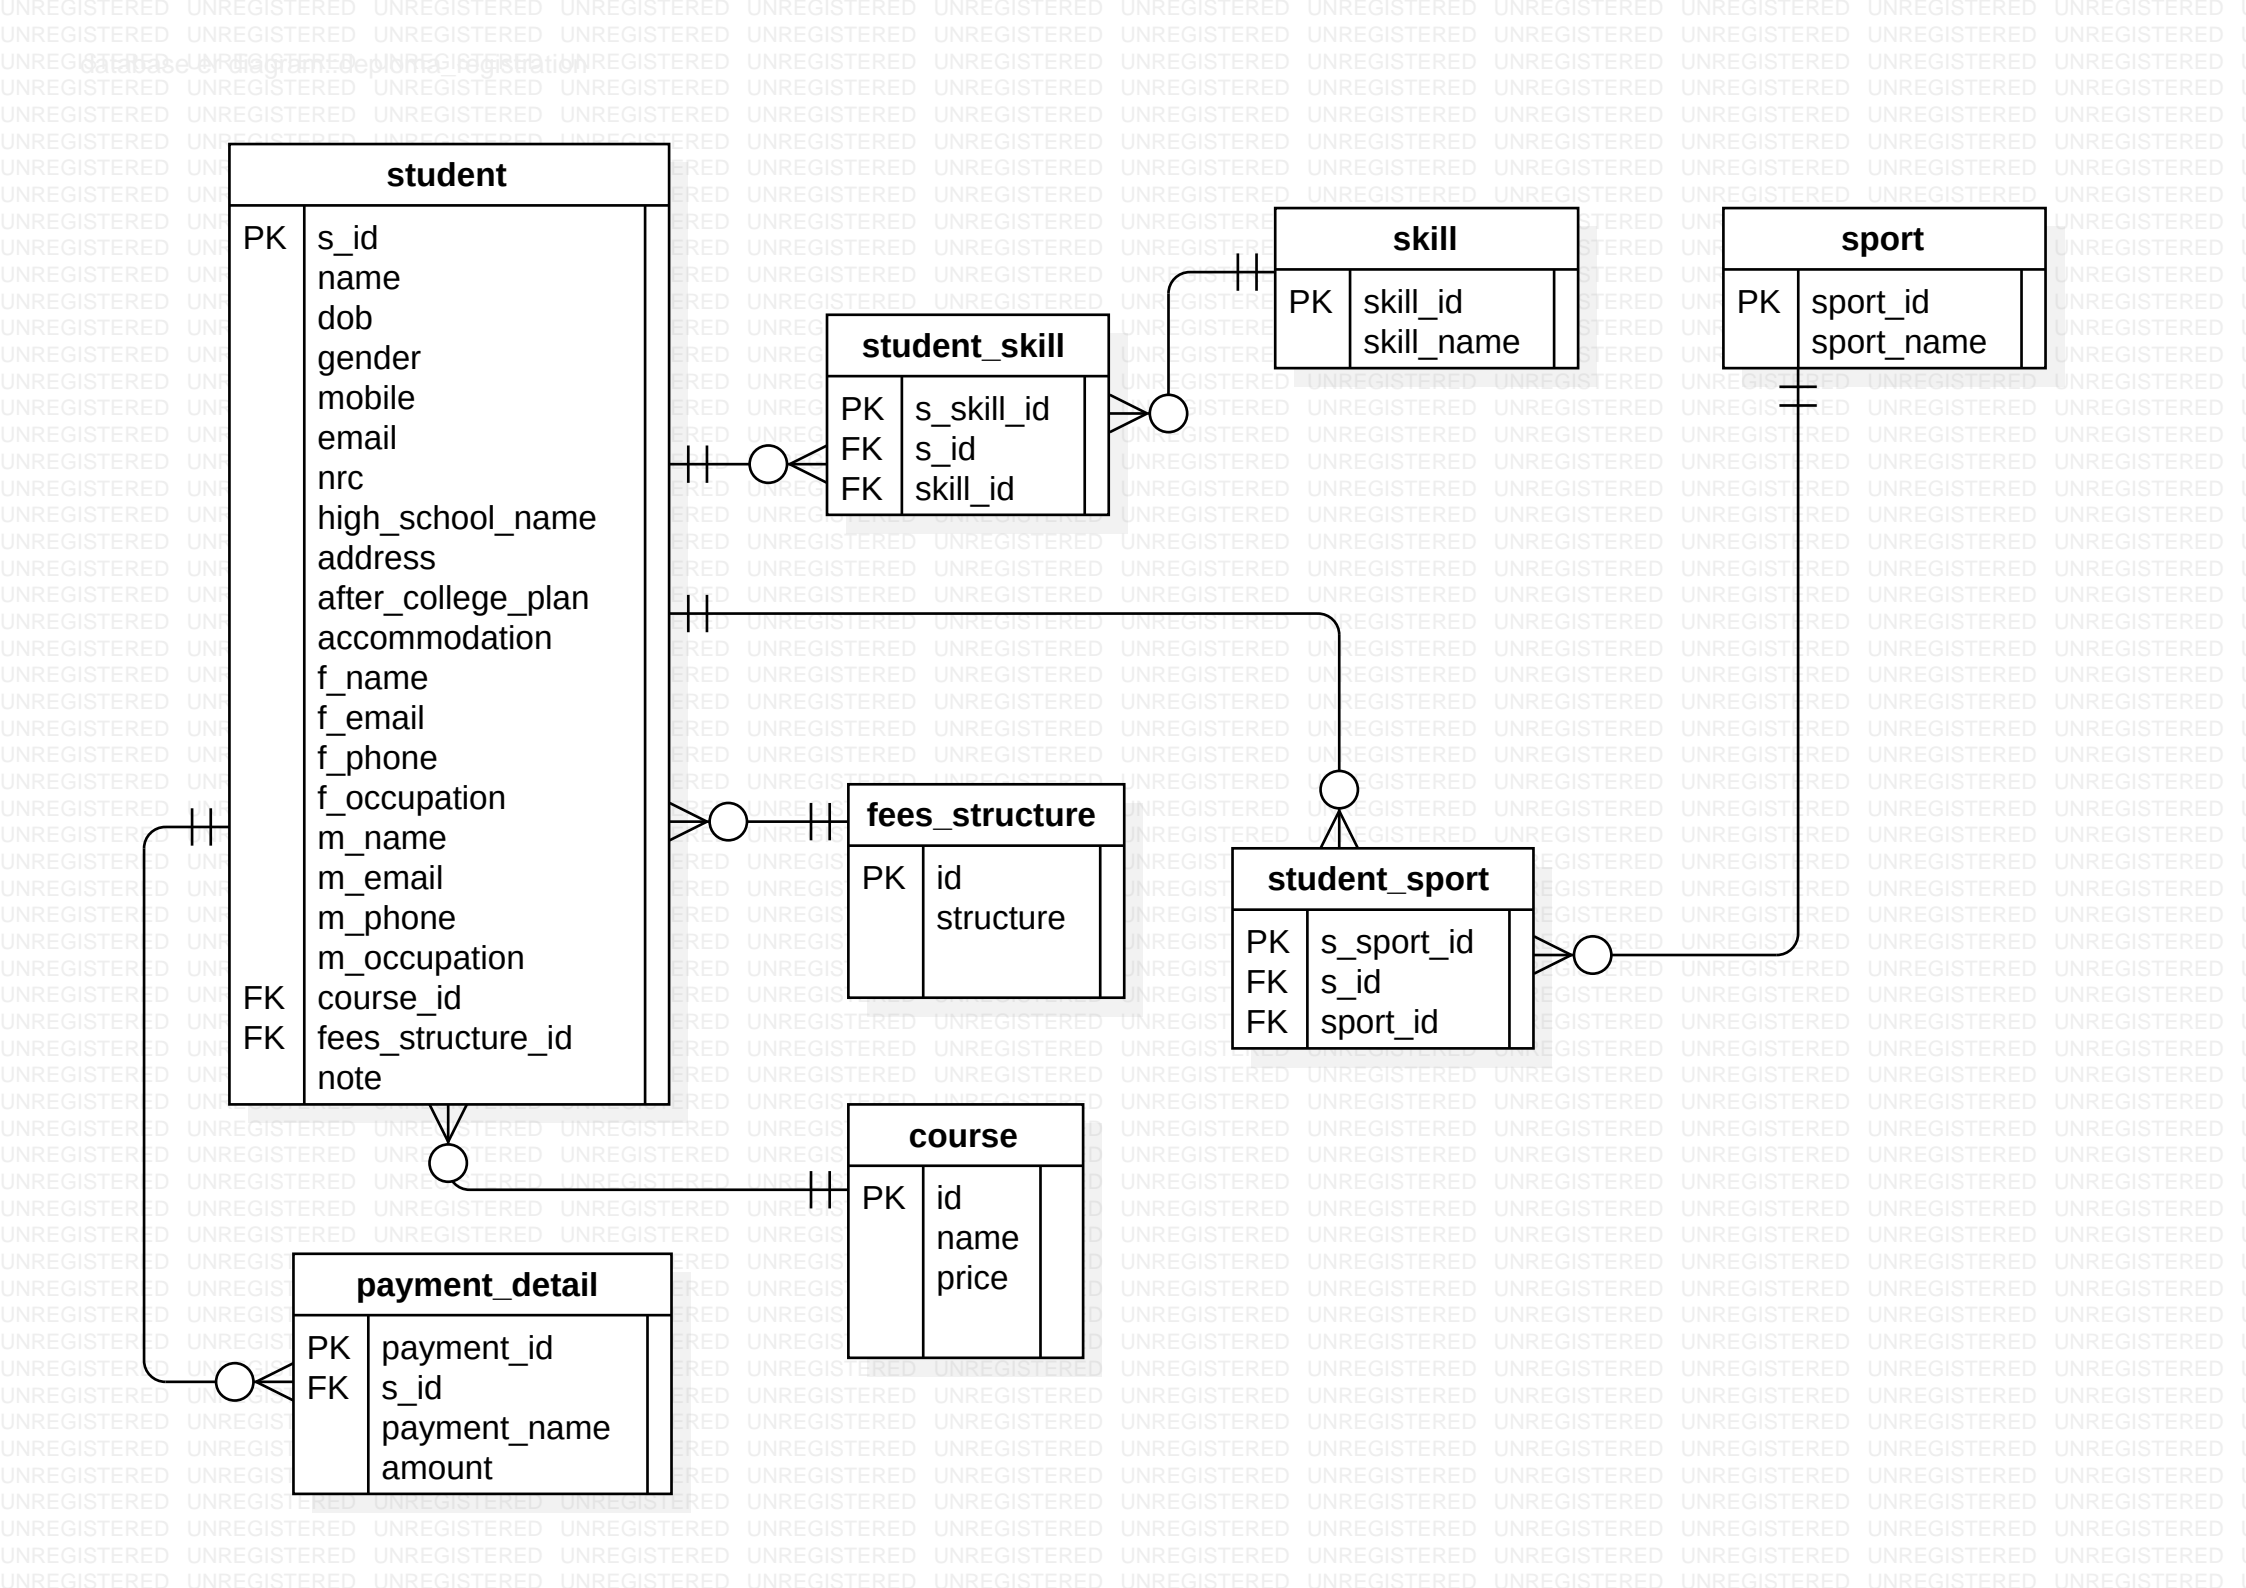 database er diagram::deploma_registration
student
PK s_id
name
dob
gender
mobile
email
nrc
high_school_name
address
after_college_plan
accommodation
f_name
f_email
f_phone
f_occupation
m_name
m_email
m_phone
m_occupation
FK course_id
FK fees_structure_id
note
student_skill
PK s_skill_id
FK s_id
FK skill_id
skill
PK skill_id
skill_name
sport
PK sport_id
sport_name
fees_structure
PK id
structure
student_sport
PK s_sport_id
FK s_id
FK sport_id
course
PK id
name
price
payment_detail
PK payment_id
FK s_id
payment_name
amount
UNREGISTERED